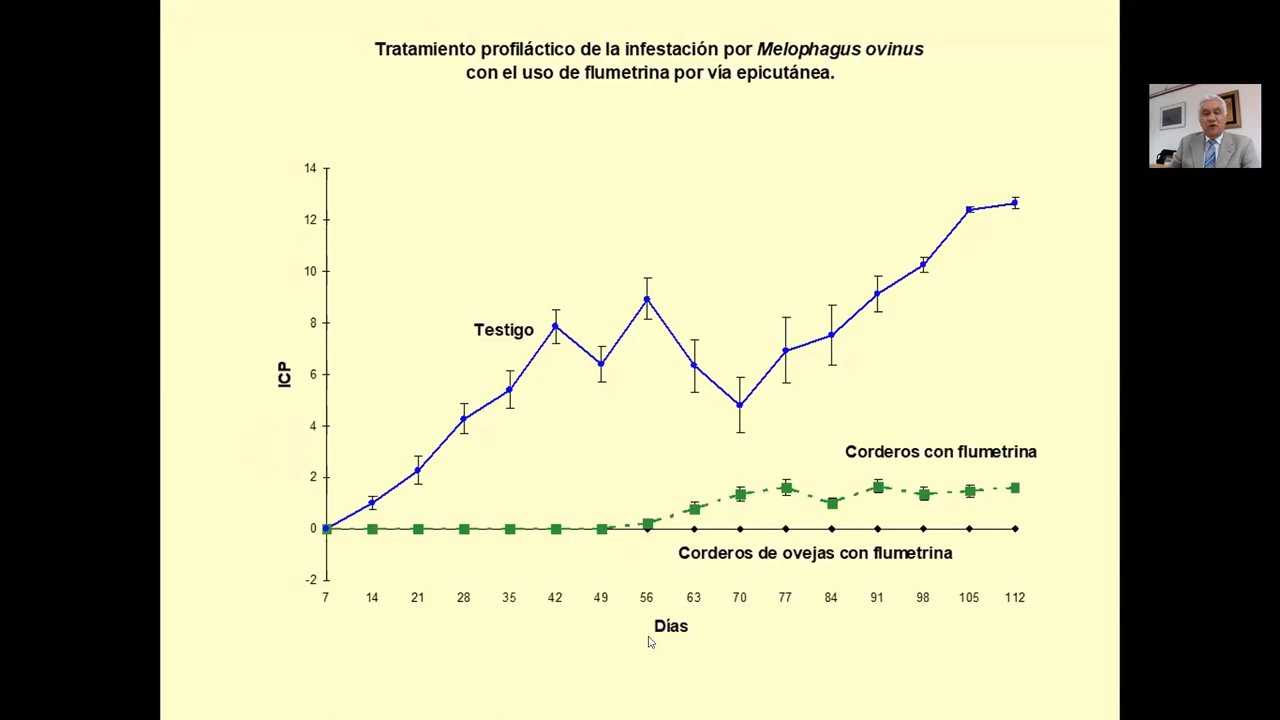 Tratamiento profiláctico de la infestación por Melophagus ovinus
con el uso de flumetrina por vía epicutánea.
14
12
10
8
6
4
2
0
-2
ICP
Testigo
Corderos con flumetrina
Corderos de ovejas con flumetrina
7 14 21 28 35 42 49 56 63 70 77 84 91 98 105 112
Días